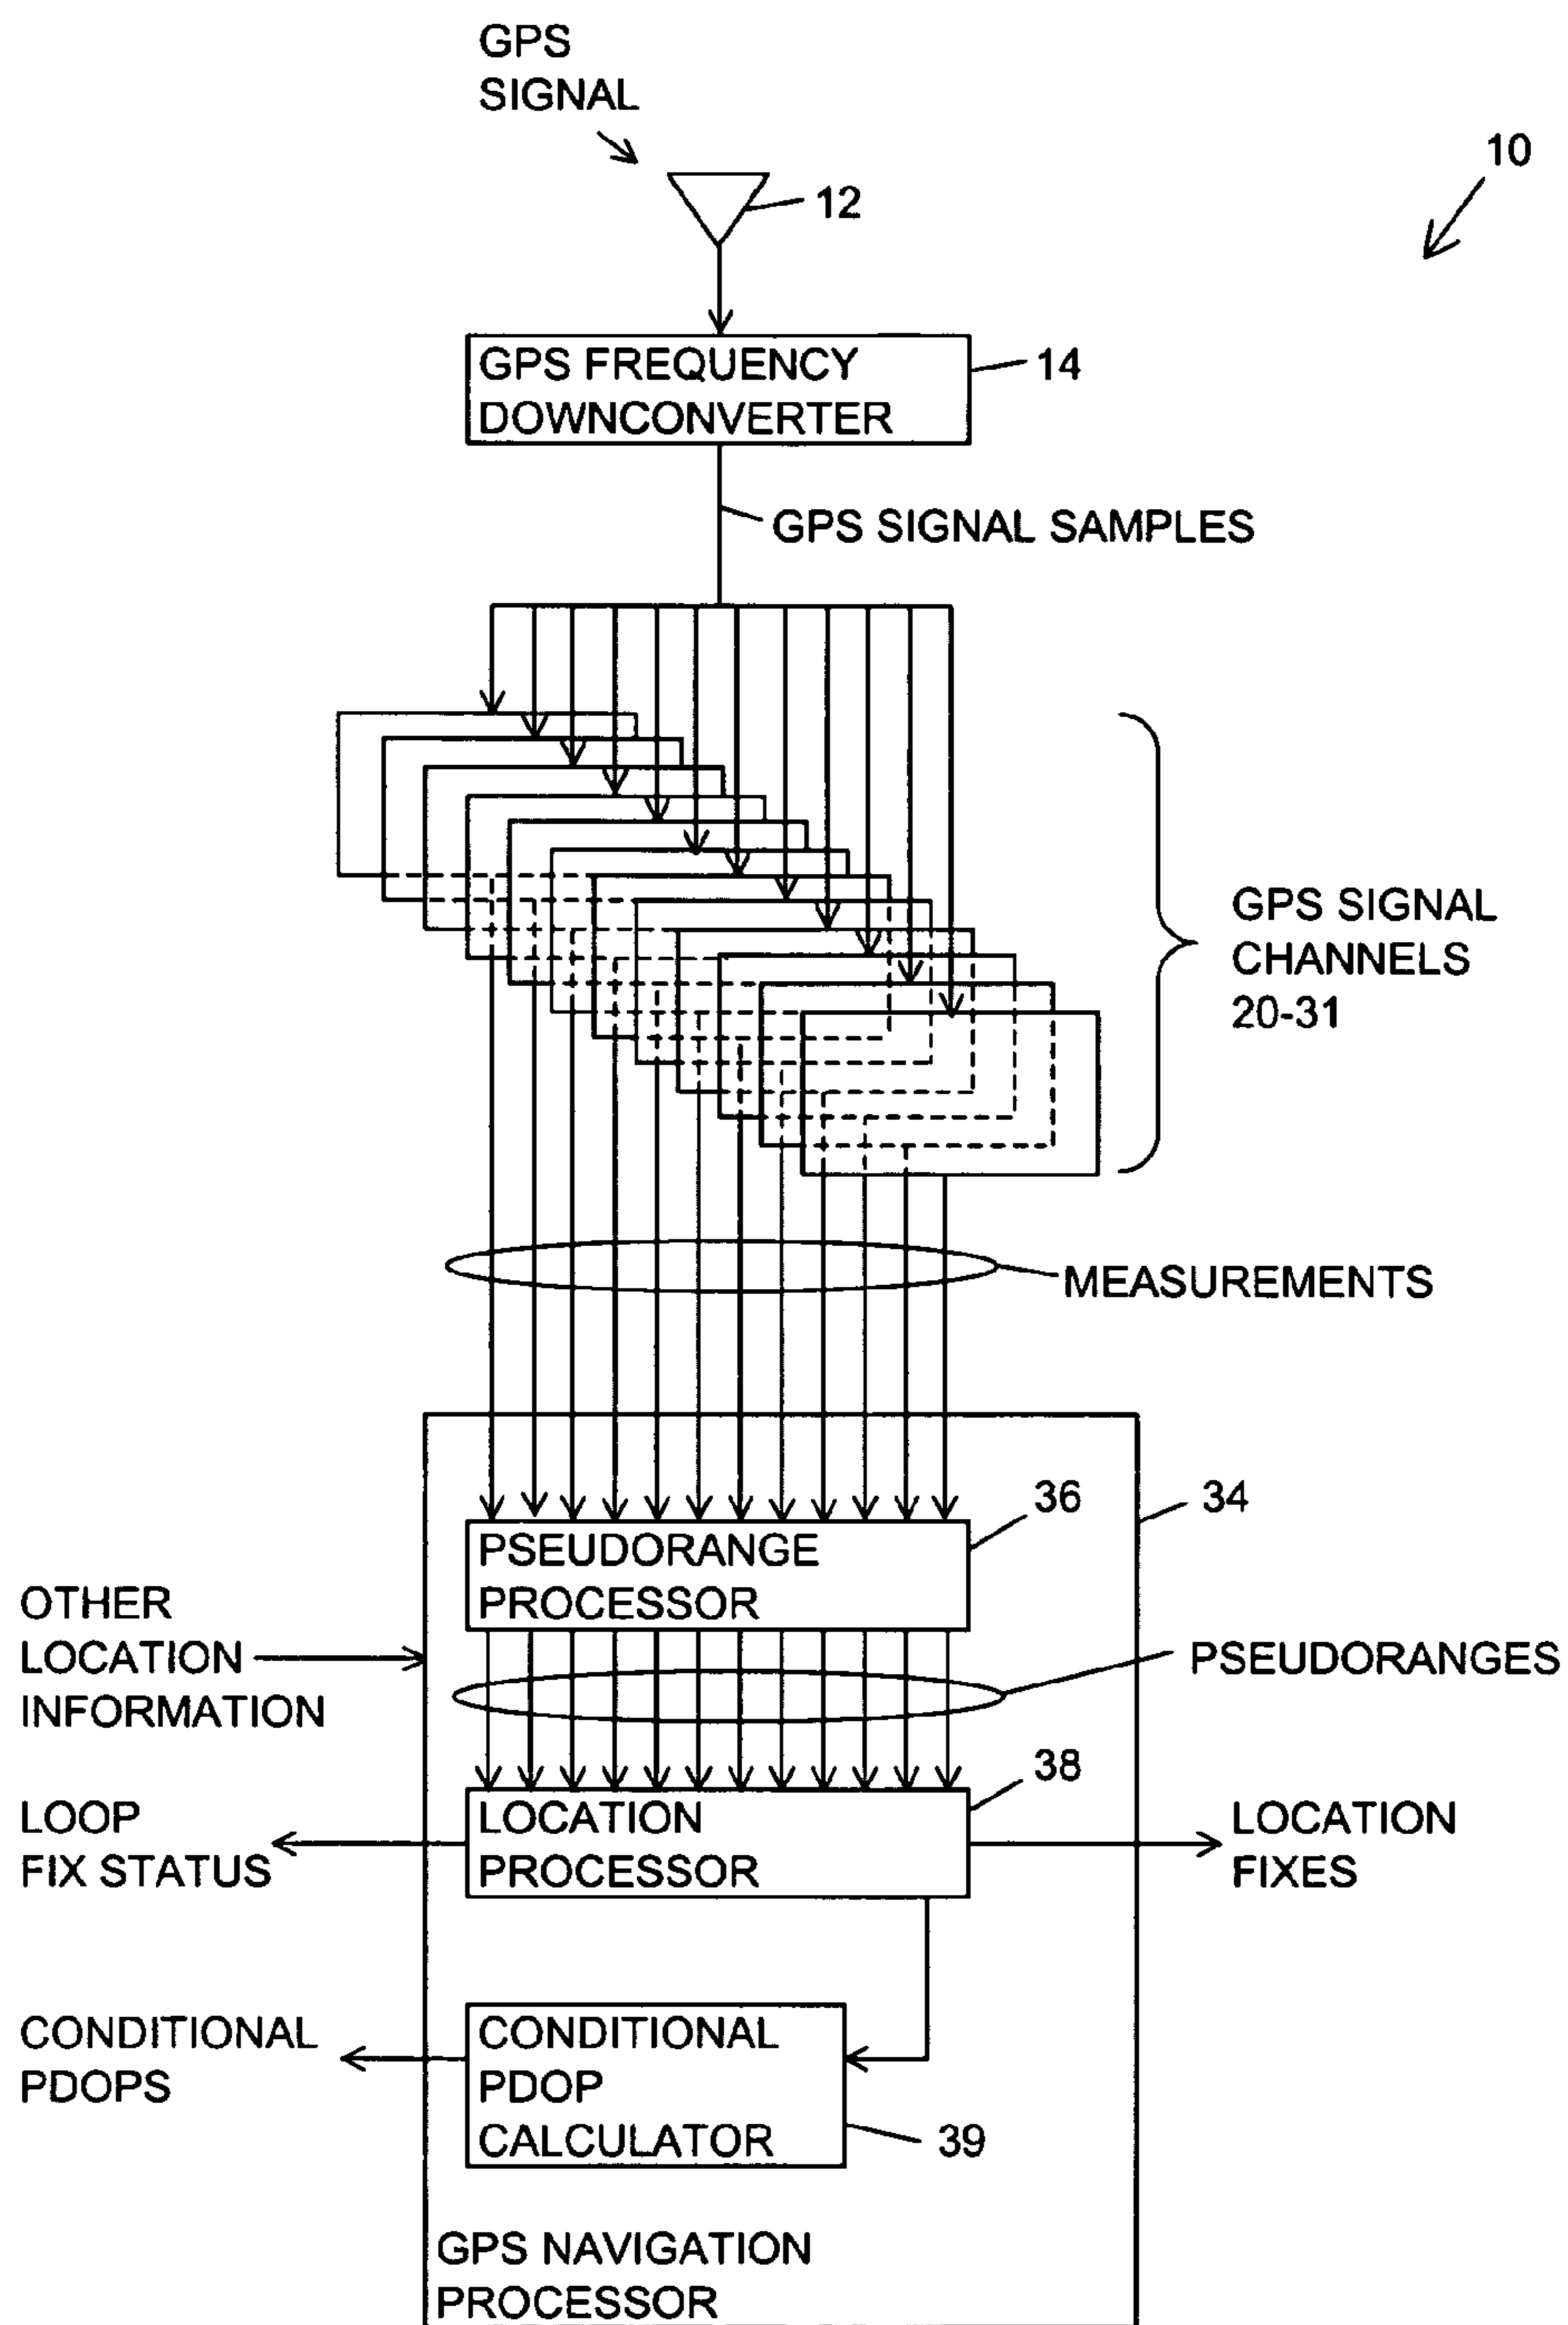 GPS
SIGNAL
10
12
GPS FREQUENCY
DOWNCONVERTER
14
GPS SIGNAL SAMPLES
GPS SIGNAL
CHANNELS
20-31
MEASUREMENTS
36
34
PSEUDORANGE
PROCESSOR
OTHER
LOCATION
INFORMATION
PSEUDORANGES
38
LOOP
FIX STATUS
LOCATION
PROCESSOR
LOCATION
FIXES
CONDITIONAL
PDOPS
CONDITIONAL
PDOP
CALCULATOR
39
GPS NAVIGATION
PROCESSOR